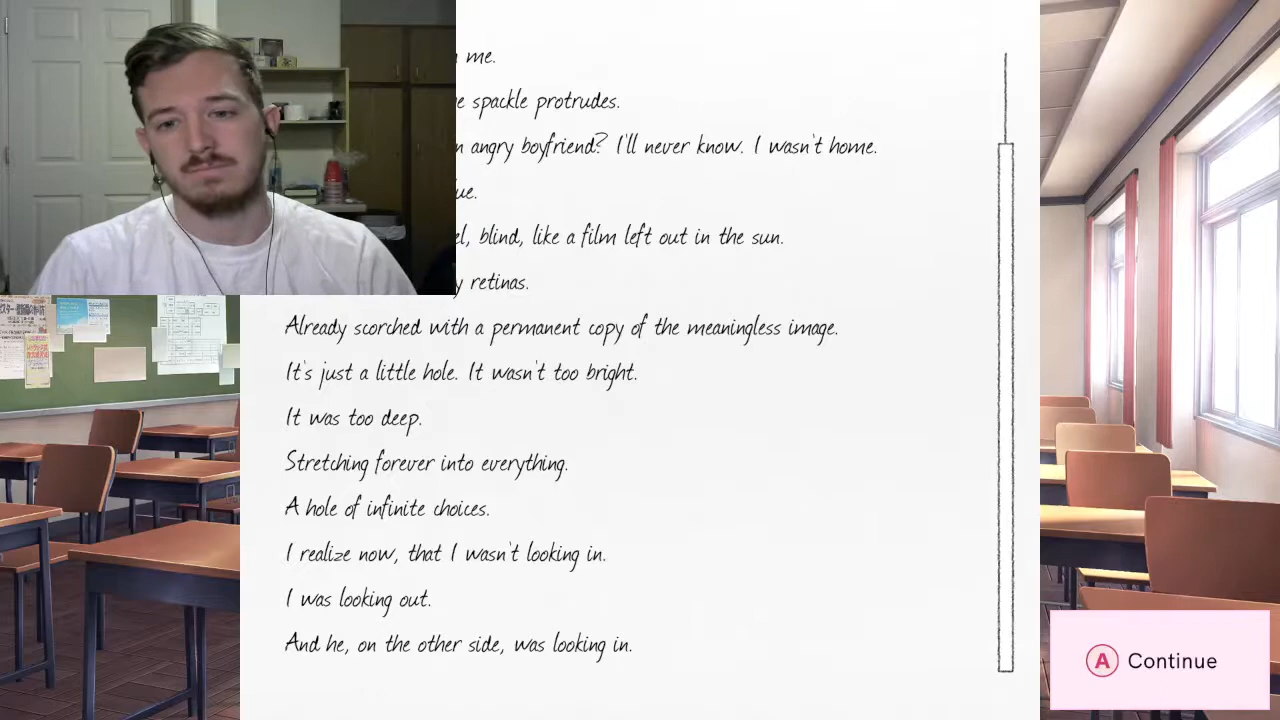 me.
spackle protrudes.
angry boyfriend? I'll never know. I wasn't home.
blind, like a film left out in the sun.
retinas.
Already scorched with a permanent copy of the meaningless image.
It's just a little hole. It wasn't too bright.
It was too deep.
Stretching forever into everything.
A hole of infinite choices.
I realize now, that I wasn't looking in.
I was looking out.
And he, on the other side, was looking in.
A Continue